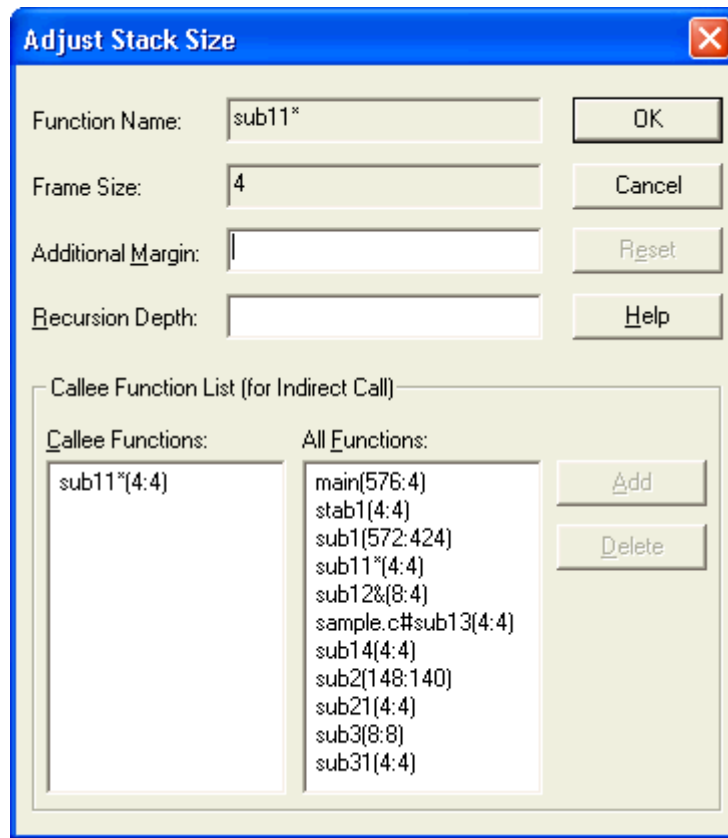 Adjust Stack Size
Function Name:
sub11*
OK
Frame Size:
4
Cancel
Additional Margin:
Reset
Recursion Depth:
Help
Callee Function List (for Indirect Call)
Callee Functions:
sub11*(4:4)
All Functions:
main(576:4)
stab1(4:4)
sub1(572:424)
sub11*(4:4)
sub12&(8:4)
sample.c#sub13(4:4)
sub14(4:4)
sub2(148:140)
sub21(4:4)
sub3(8:8)
sub31(4:4)
Add
Delete